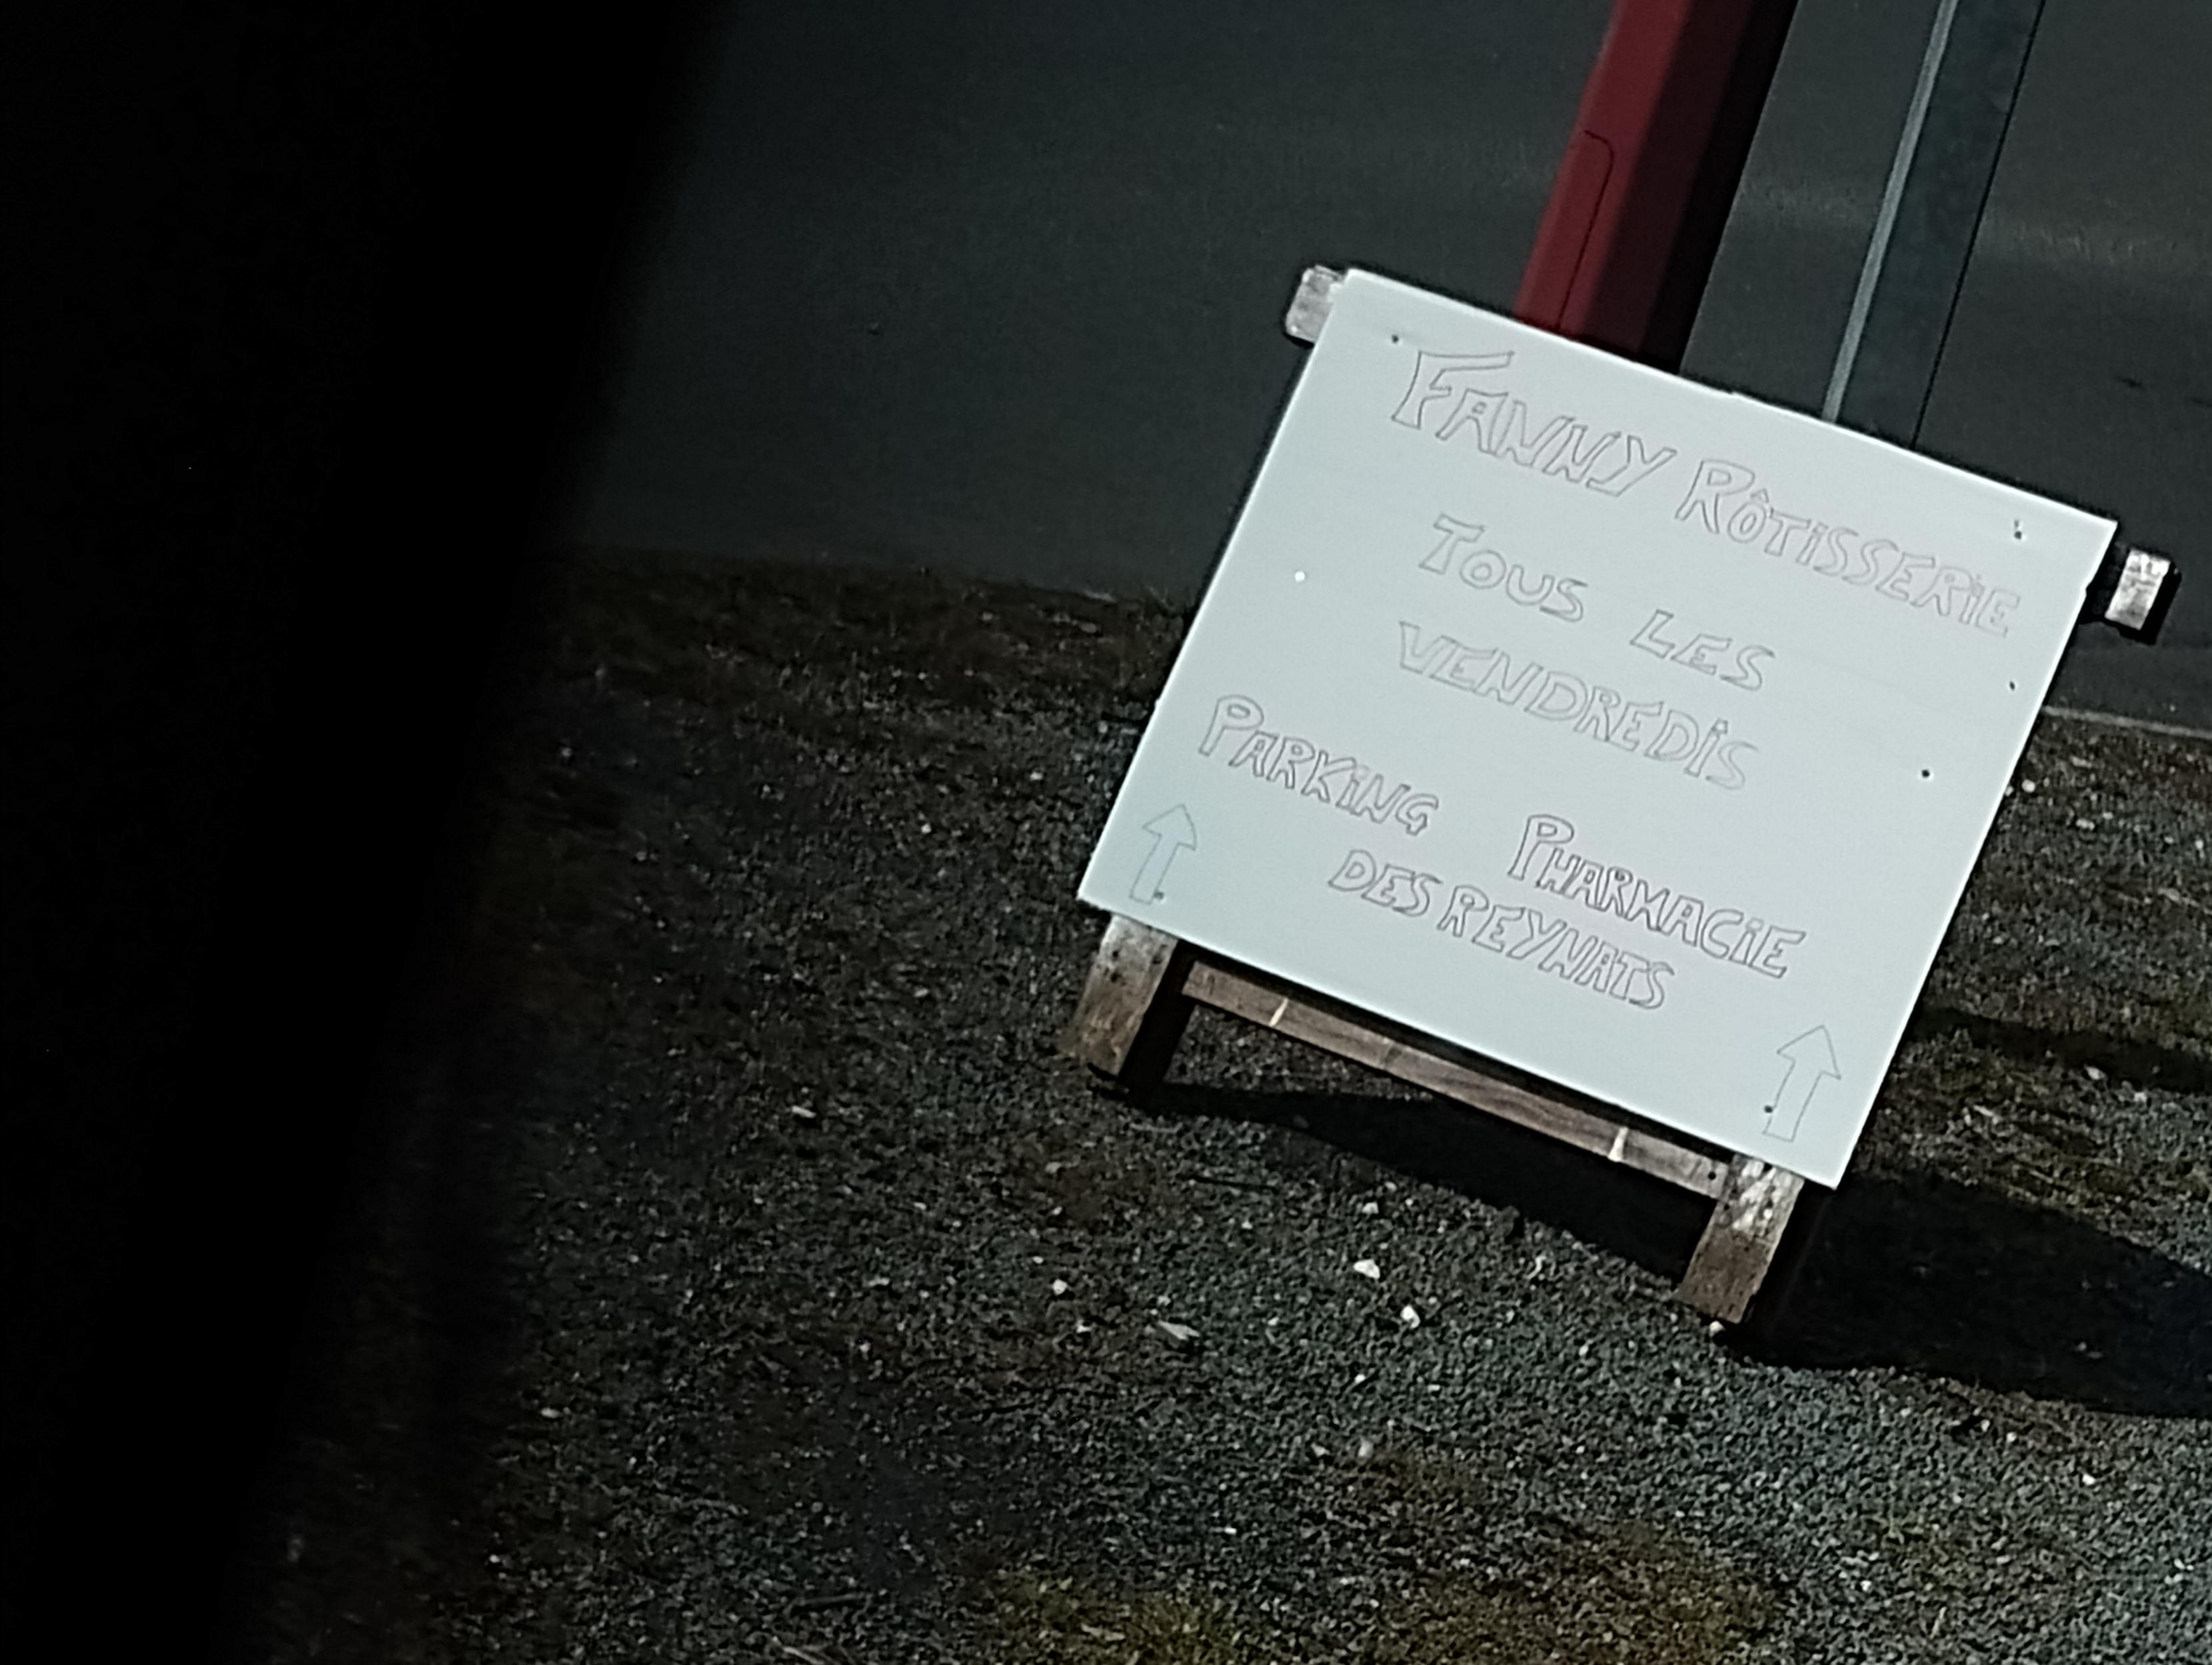 FANNY RÔTISSERiE
TOUS LES
VENDREDiS
PARKiNG PHARMACiE
DES REYNATS